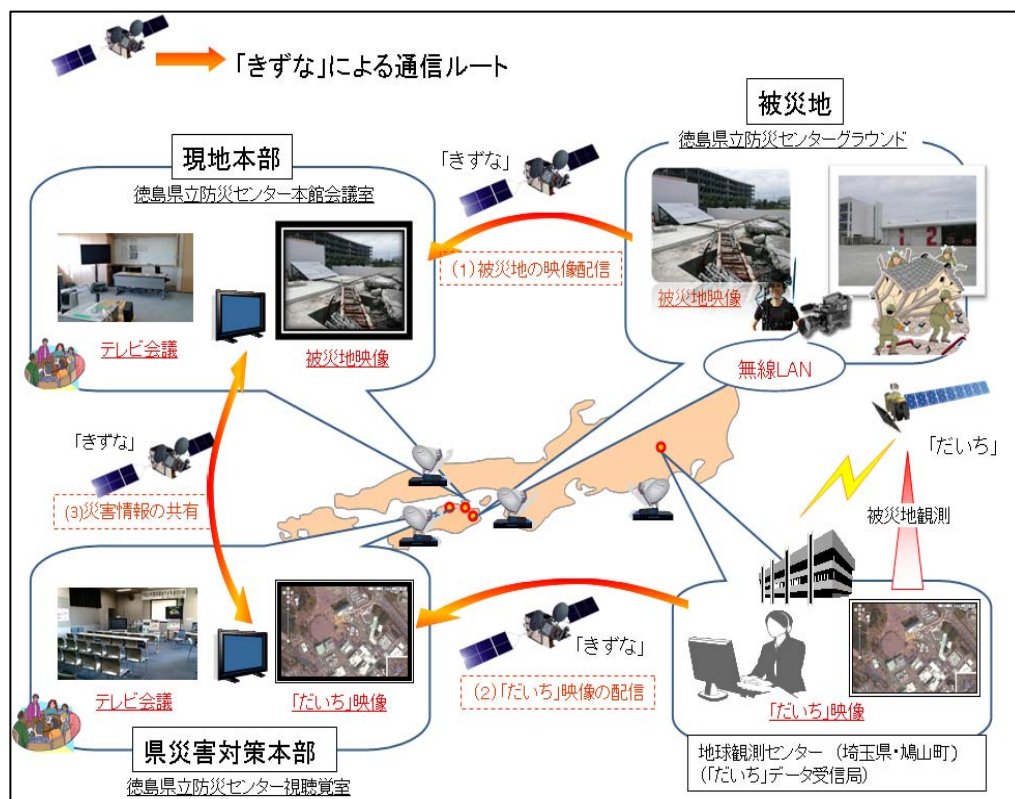 「きずな」による通信ルート
被災地
徳島県立防災センターグラウンド
現地本部
徳島県立防災センター本館会議室
「きずな」
(1)被災地の映像配信
被災地映像
テレビ会議
被災地映像
無線LAN
「きずな」
(3)災害情報の共有
「だいち」
被災地観測
「きずな」
(2)「だいち」映像の配信
テレビ会議
「だいち」映像
「だいち」映像
県災害対策本部
徳島県立防災センター視聴覚室
地球観測センター (埼玉県・鳩山町)
(「だいち」データ受信局)